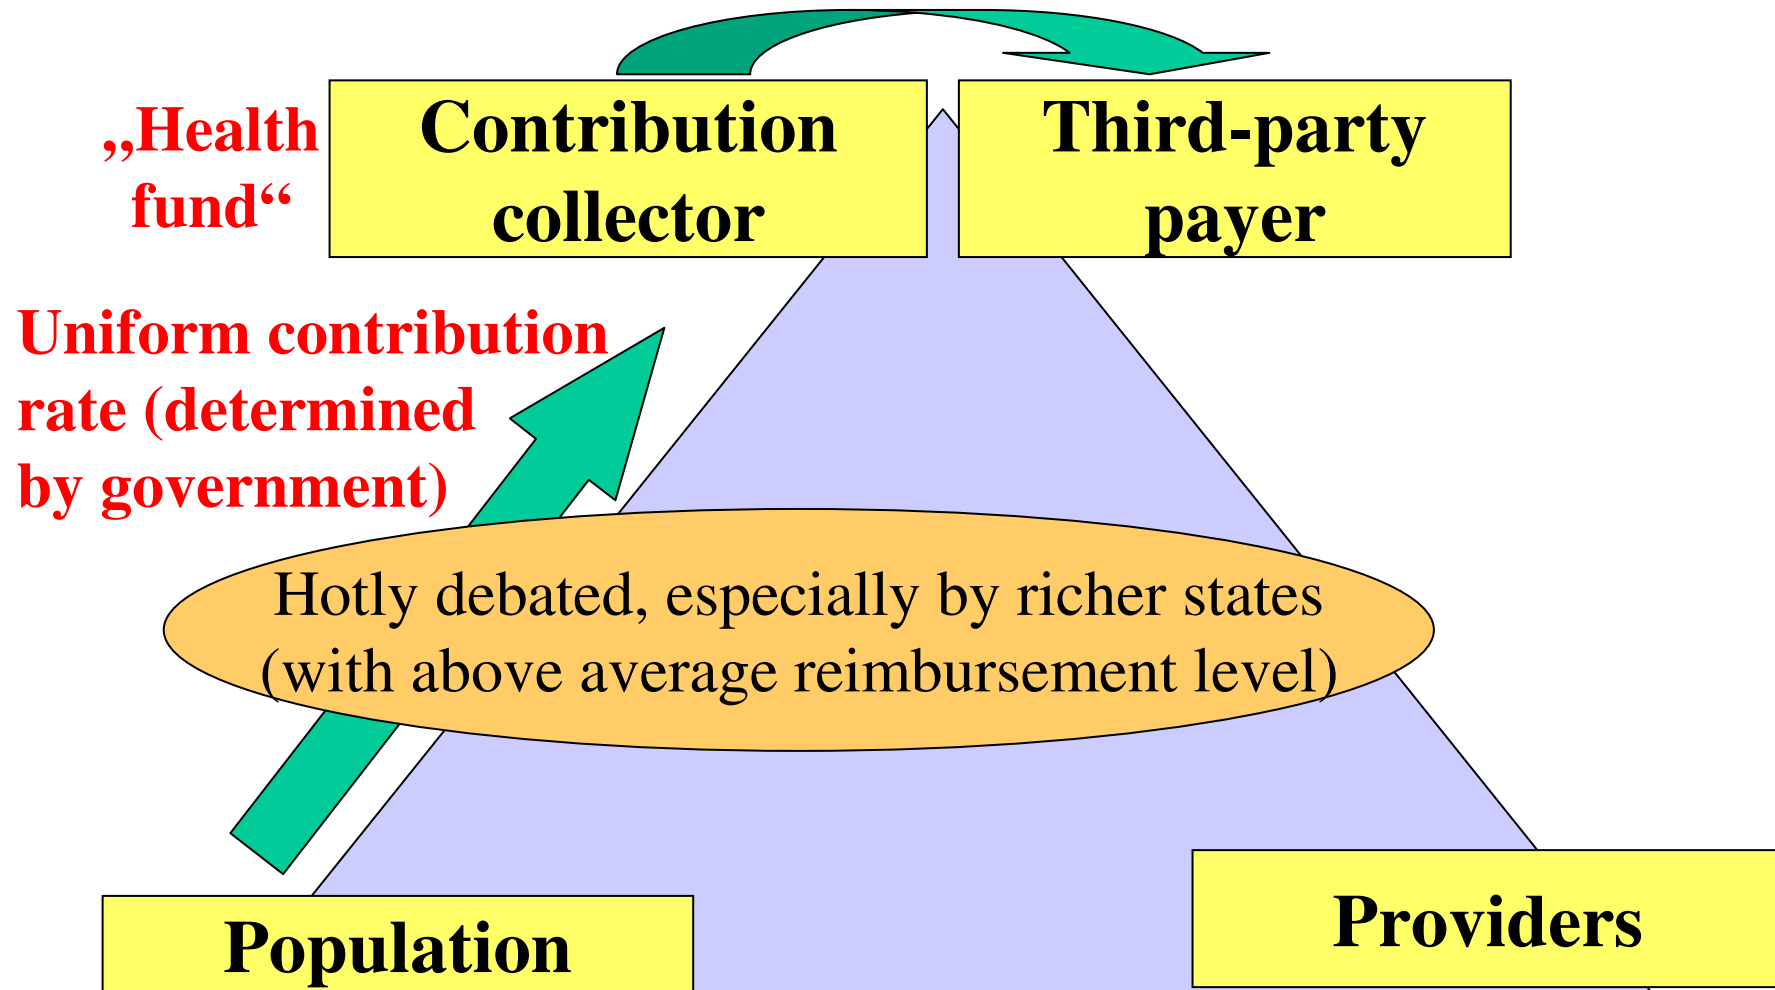 „Health
fund“
Contribution
collector
Third-party
payer
Uniform contribution
rate (determined
by government)
Hotly debated, especially by richer states
(with above average reimbursement level)
Population
Providers